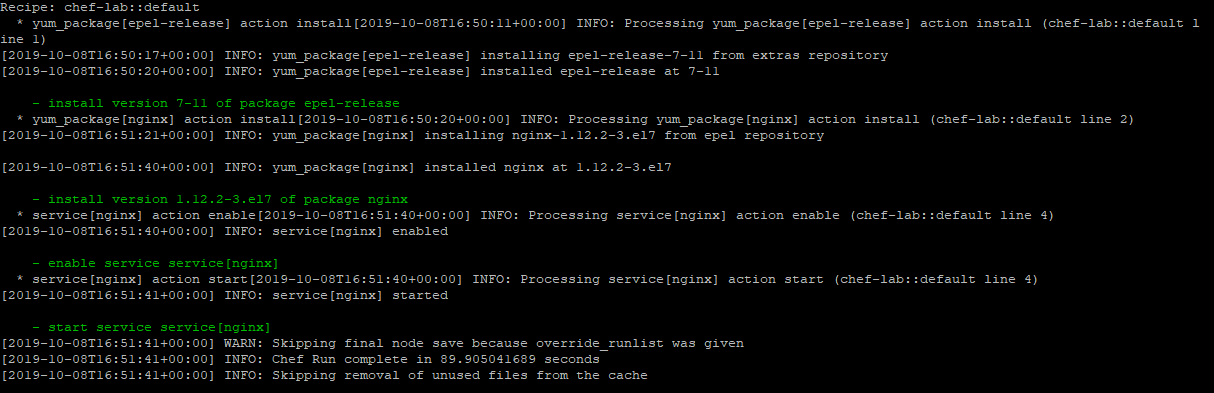 Recipe: chef-lab::default
  * yum_package[epel-release] action install[2019-10-08T16:50:11+00:00] INFO: Processing yum_package[epel-release] action install (chef-lab::default l
ine 1)
[2019-10-08T16:50:17+00:00] INFO: yum_package[epel-release] installing epel-release-7-11 from extras repository
[2019-10-08T16:50:20+00:00] INFO: yum_package[epel-release] installed epel-release at 7-11
    - install version 7-11 of package epel-release
  * yum_package[nginx] action install[2019-10-08T16:50:20+00:00] INFO: Processing yum_package[nginx] action install (chef-lab::default line 2)
[2019-10-08T16:51:21+00:00] INFO: yum_package[nginx] installing nginx-1.12.2-3.el7 from epel repository
[2019-10-08T16:51:40+00:00] INFO: yum_package[nginx] installed nginx at 1.12.2-3.el7
    - install version 1.12.2-3.el7 of package nginx
  * service[nginx] action enable[2019-10-08T16:51:40+00:00] INFO: Processing service[nginx] action enable (chef-lab::default line 4)
[2019-10-08T16:51:40+00:00] INFO: service[nginx] enabled
    - enable service service[nginx]
  * service[nginx] action start[2019-10-08T16:51:40+00:00] INFO: Processing service[nginx] action start (chef-lab::default line 4)
[2019-10-08T16:51:41+00:00] INFO: service[nginx] started
    - start service service[nginx]
[2019-10-08T16:51:41+00:00] WARN: Skipping final node save because override_runlist was given
[2019-10-08T16:51:41+00:00] INFO: Chef Run complete in 89.905041689 seconds
[2019-10-08T16:51:41+00:00] INFO: Skipping removal of unused files from the cache